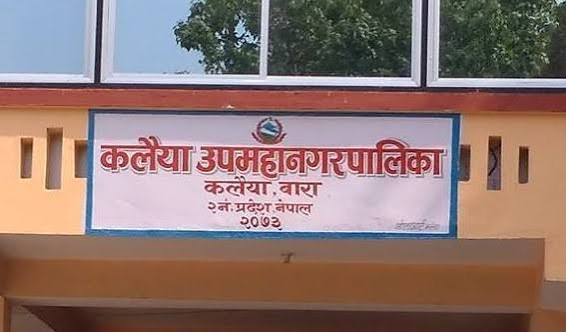 कलैया उपमहानगरपालिका
कलैया, बारा
२नं. प्रदेश, नेपाल
२०७३